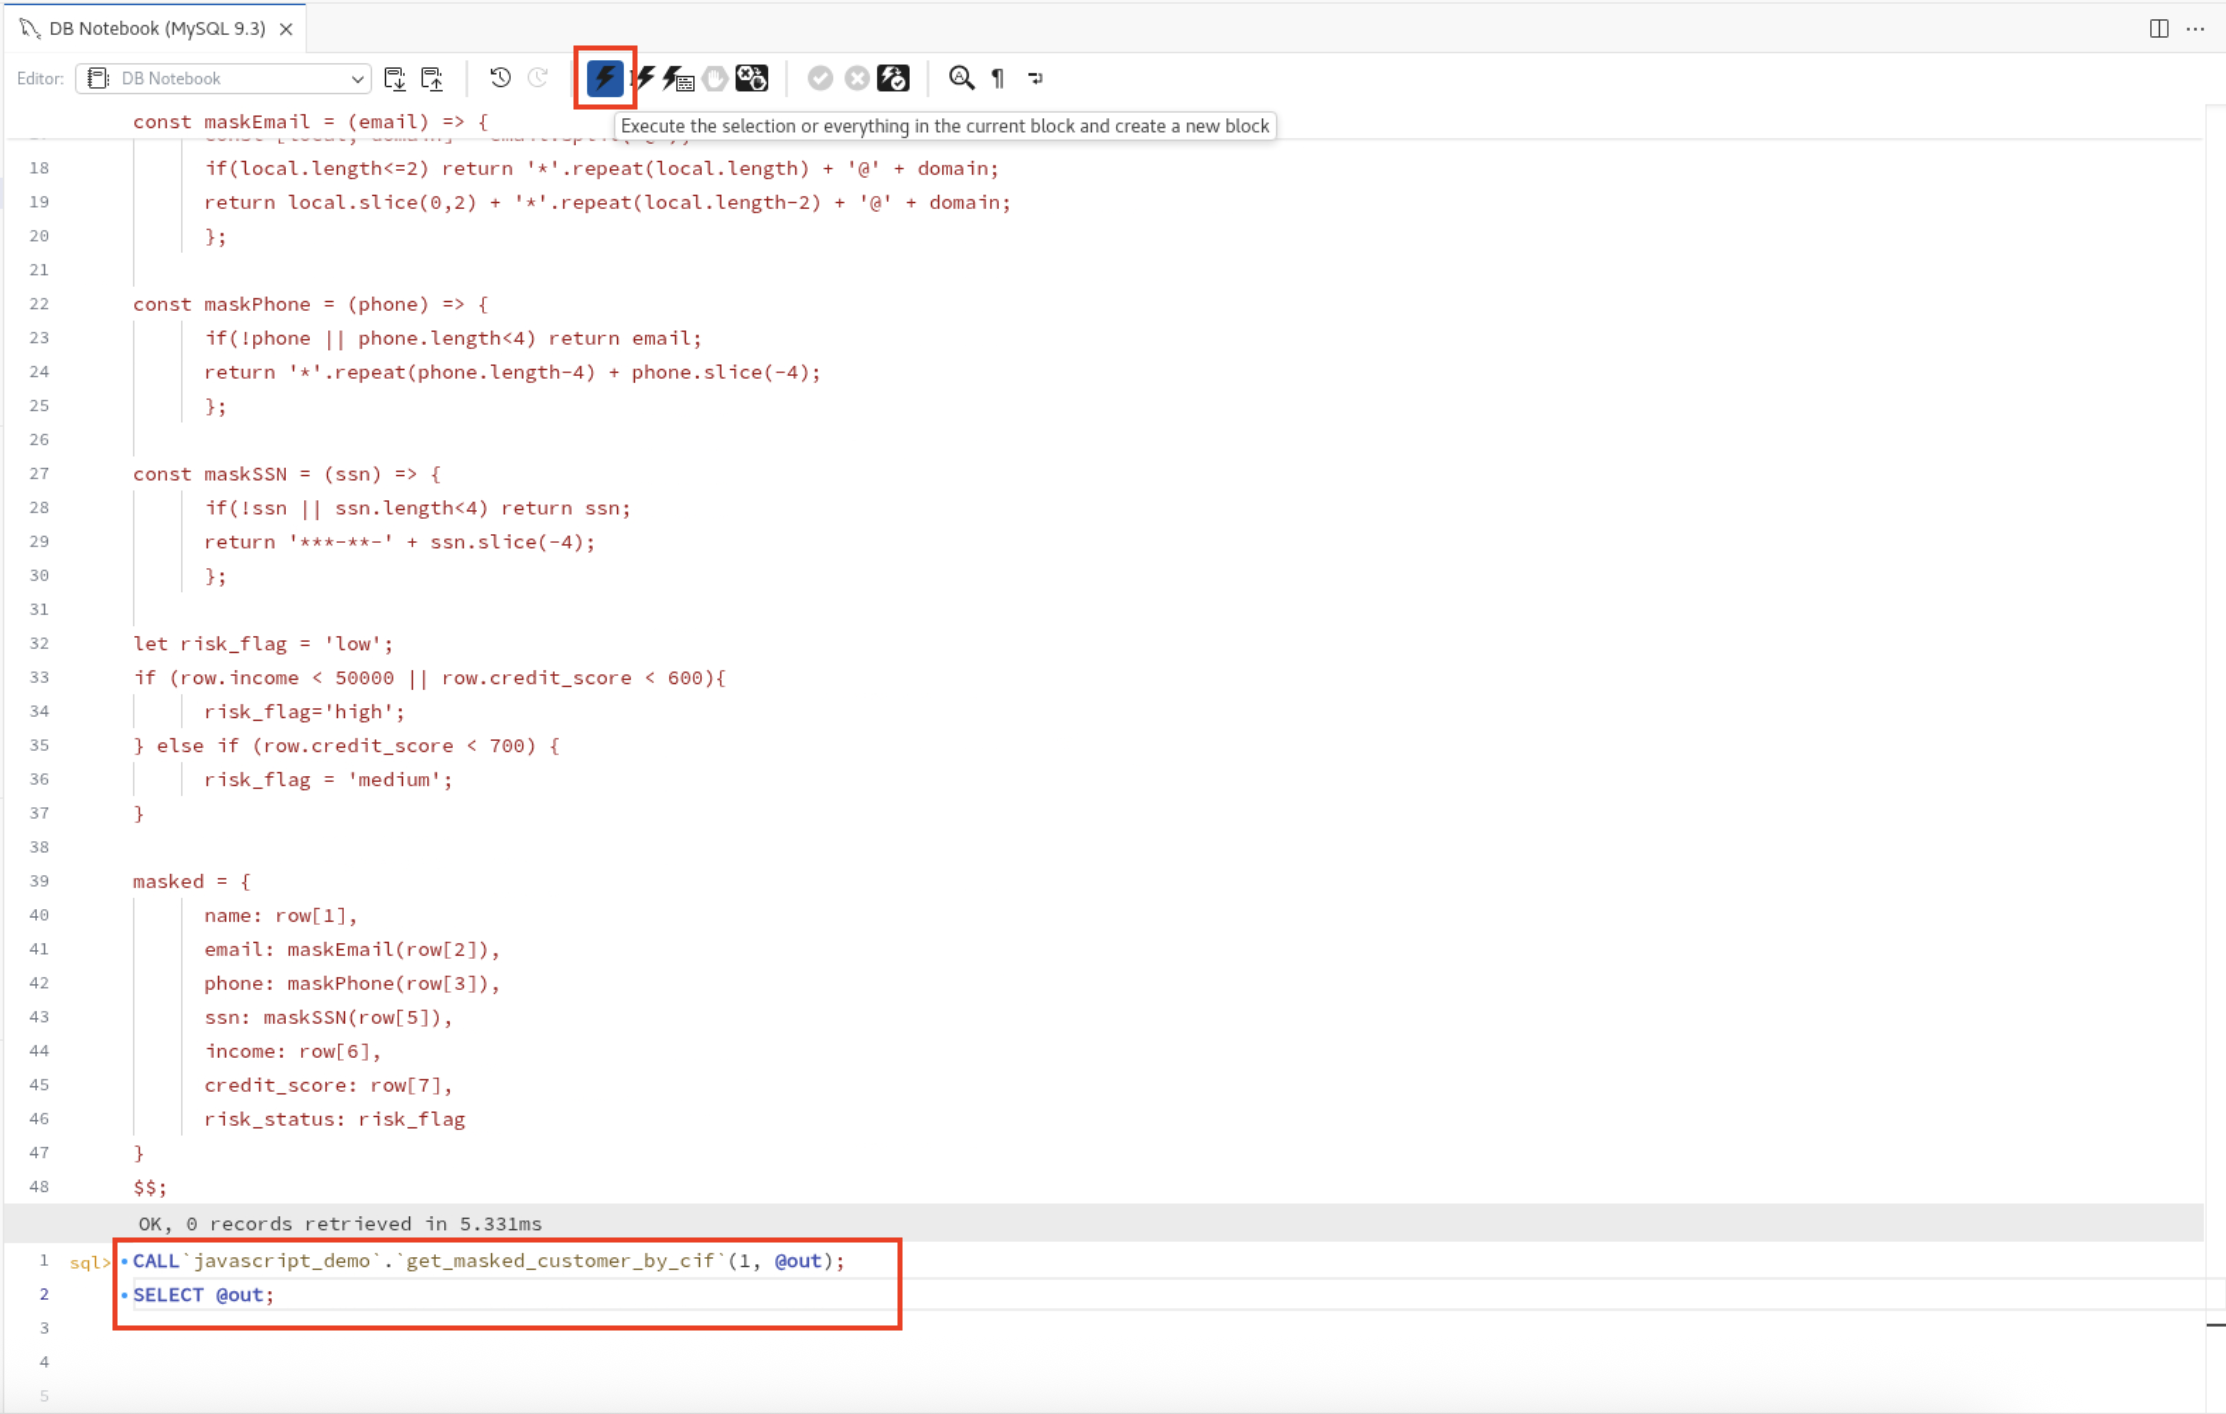 DB Notebook (MySQL 9.3)
Editor: DB Notebook
const maskEmail = (email) => {
Execute the selection or everything in the current block and create a new block
18 if(local.length<=2) return '*'.repeat(local.length) + '@' + domain;
19 return local.slice(0,2) + '*'.repeat(local.length-2) + '@' + domain;
20 };
21
22 const maskPhone = (phone) => {
23 if(!phone || phone.length<4) return email;
24 return '*'.repeat(phone.length-4) + phone.slice(-4);
25 };
26
27 const maskSSN = (ssn) => {
28 if(!ssn || ssn.length<4) return ssn;
29 return '***-**-' + ssn.slice(-4);
30 };
31
32 let risk_flag = 'low';
33 if (row.income < 50000 || row.credit_score < 600){
34 risk_flag='high';
35 } else if (row.credit_score < 700) {
36 risk_flag = 'medium';
37 }
38
39 masked = {
40 name: row[1],
41 email: maskEmail(row[2]),
42 phone: maskPhone(row[3]),
43 ssn: maskSSN(row[5]),
44 income: row[6],
45 credit_score: row[7],
46 risk_status: risk_flag
47 }
48 $$;
OK, 0 records retrieved in 5.331ms
1 sql> CALL`javascript_demo`.`get_masked_customer_by_cif`(1, @out);
2 SELECT @out;
3
4
5